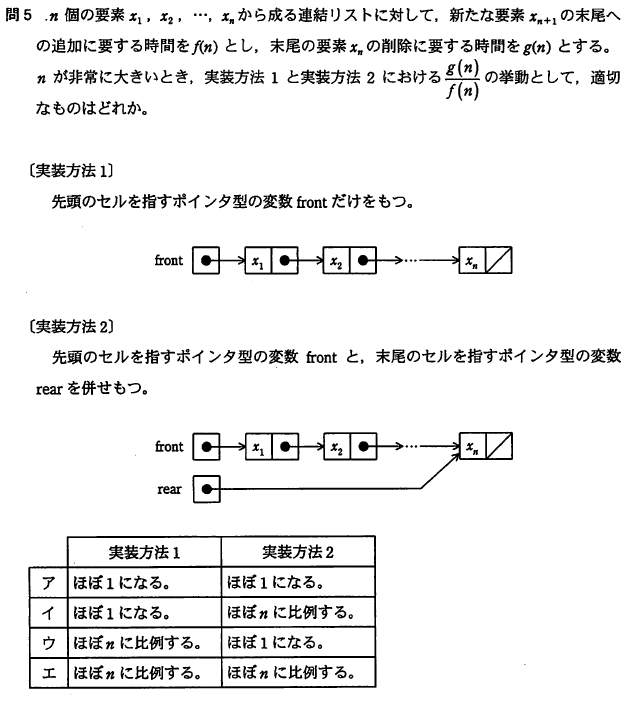 問5 .n 個の要素 x1，x2，…，xn から成る連結リストに対して，新たな要素 xn+1 の末尾へ
の追加に要する時間を f(n) とし，末尾の要素 xn の削除に要する時間を g(n) とする。
n が非常に大きいとき，実装方法 1 と実装方法 2 における g(n)/f(n) の挙動として，適切
なものはどれか。
〔実装方法 1〕
先頭のセルを指すポインタ型の変数 front だけをもつ。
front x1 x2 … xn
〔実装方法 2〕
先頭のセルを指すポインタ型の変数 front と，末尾のセルを指すポインタ型の変数
rear を併せもつ。
front x1 x2 … xn
rear
実装方法 1 実装方法 2
ア ほぼ 1 になる。 ほぼ 1 になる。
イ ほぼ 1 になる。 ほぼ n に比例する。
ウ ほぼ n に比例する。 ほぼ 1 になる。
エ ほぼ n に比例する。 ほぼ n に比例する。